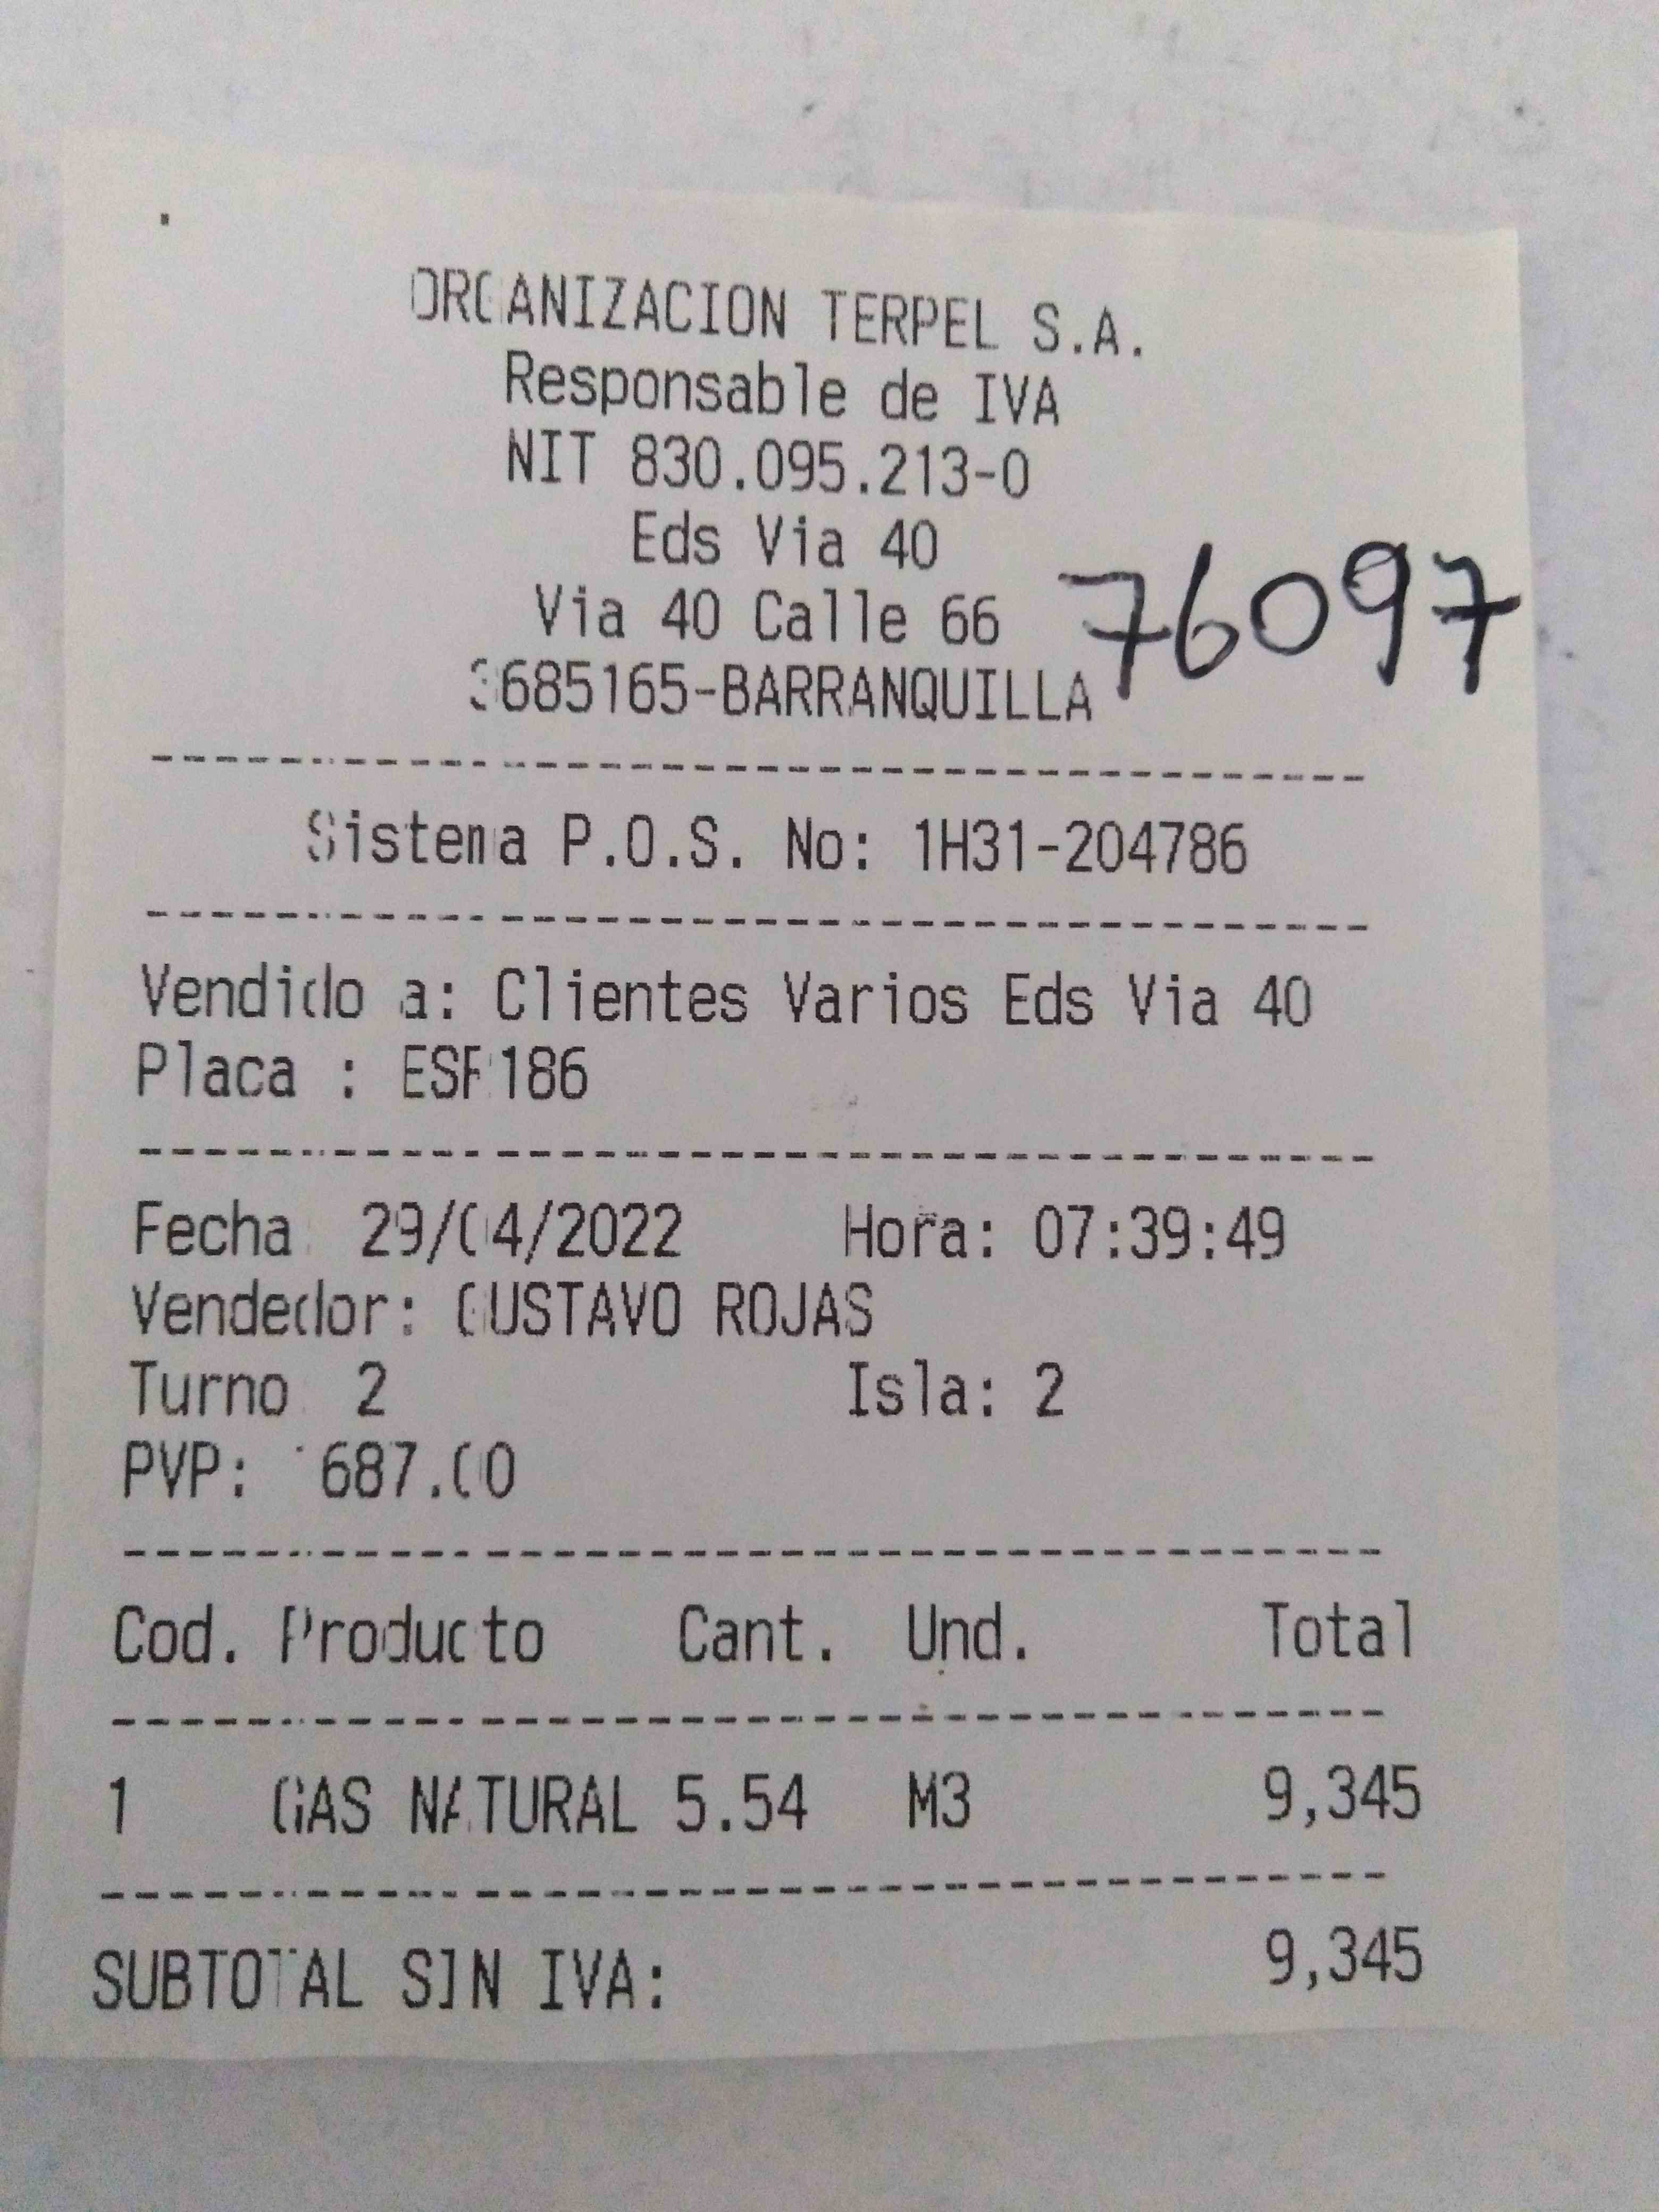 ORGANIZACION TERPEL S.A.
Responsable de IVA
NIT 830.095.213-0
Eds Via 40
Via 40 Calle 66
76097
3685165-BARRANQUILLA
Sistema P.O.S. No: 1H31-204786
Vendido a: Clientes Varios Eds Via 40
Placa :
Fecha: 29/04/2022 Hora: 07:39:49
Vendedor: GUSTAVO ROJAS
Turno: 2 Isla: 2
PVP: 1687.00
Cod. Producto Cant. Und. Total
1 GAS NATURAL 5.54 M3 9,345
SUBTOTAL SIN IVA: 9,345